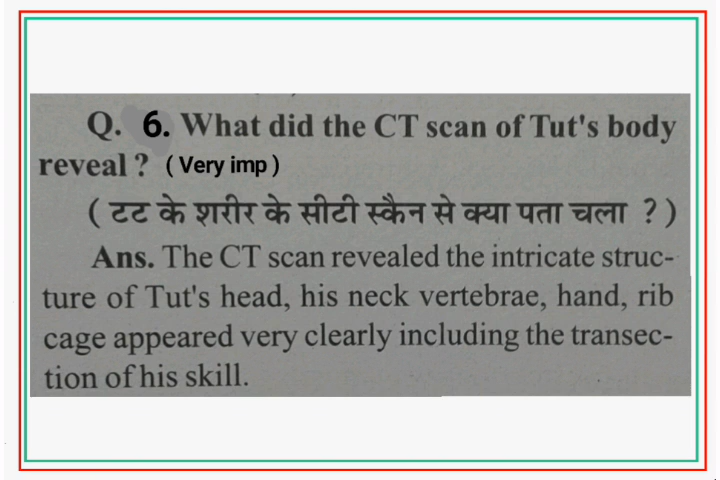 Q. 6. What did the CT scan of Tut's body
reveal ? ( Very imp )
( टट के शरीर के सीटी स्कैन से क्या पता चला ? )
Ans. The CT scan revealed the intricate struc-
ture of Tut's head, his neck vertebrae, hand, rib
cage appeared very clearly including the transec-
tion of his skill.